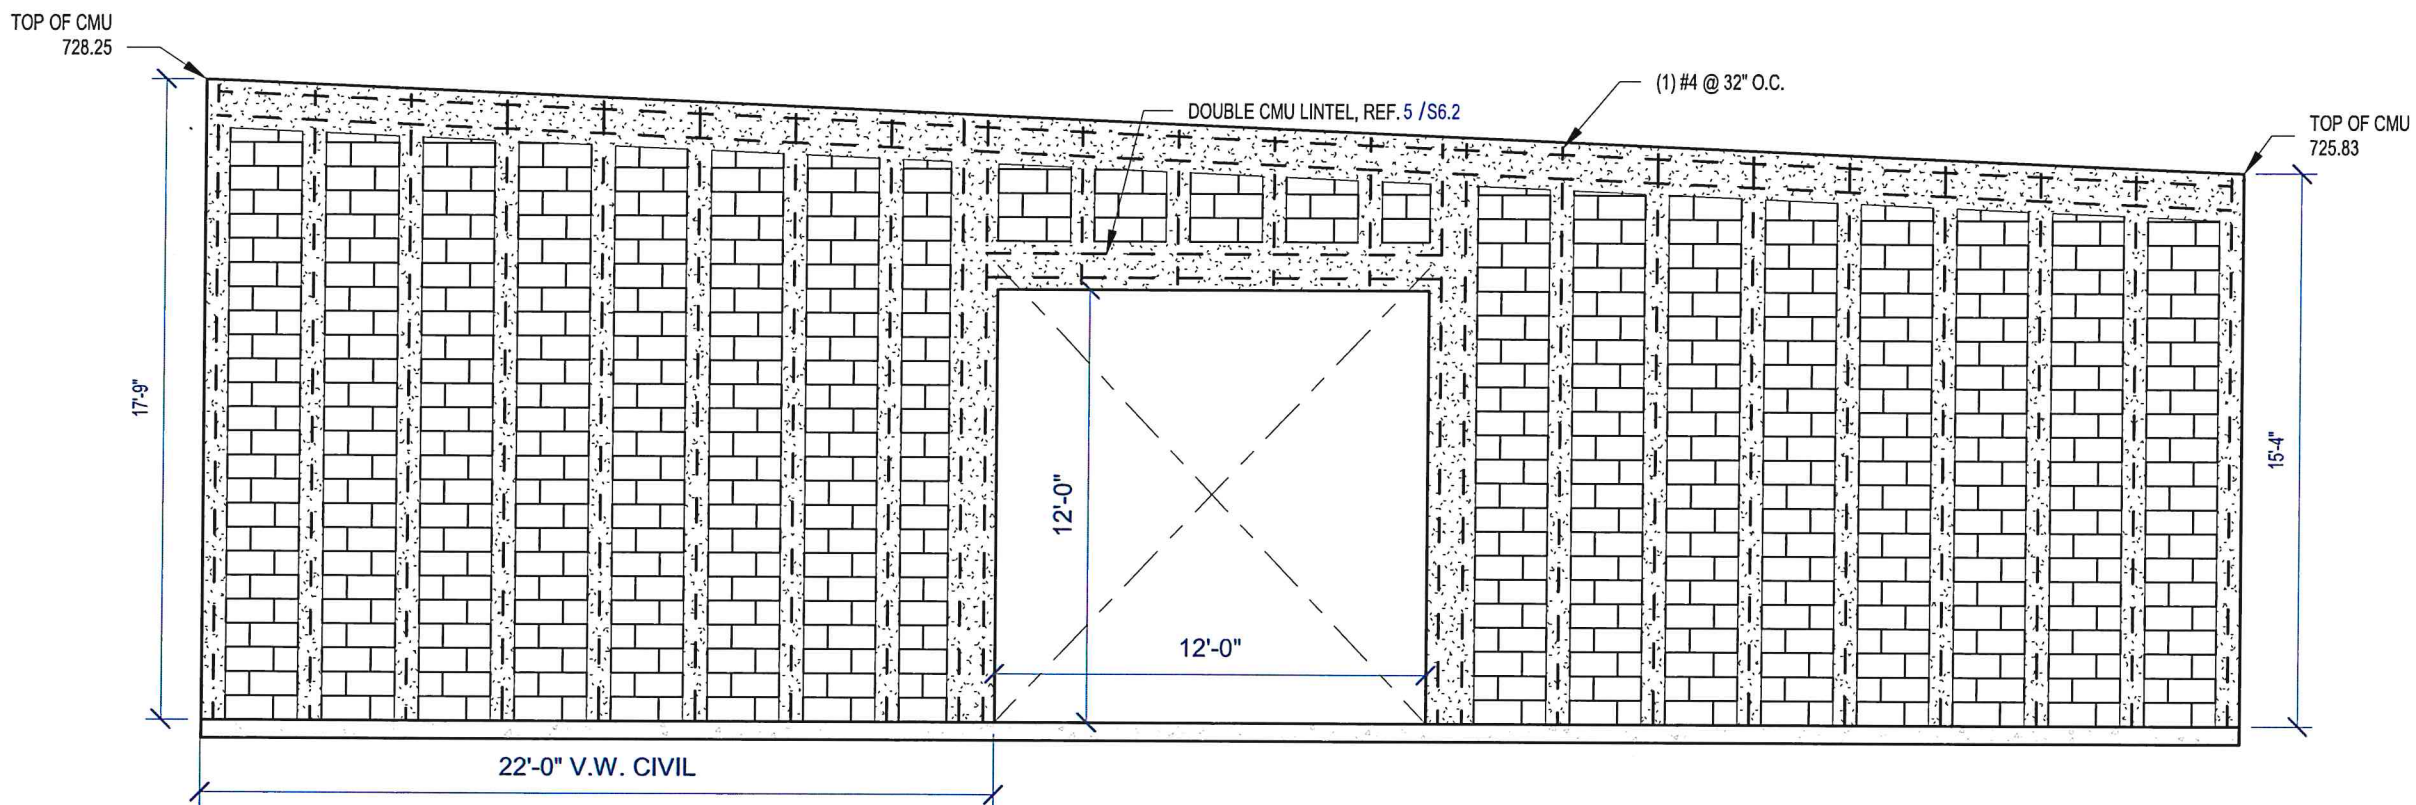 TOP OF CMU
728.25
(1) #4 @ 32" O.C.
DOUBLE CMU LINTEL, REF. 5 /S6.2
TOP OF CMU
725.83
17'-9"
15'-4"
12'-0"
12'-0"
22'-0" V.W. CIVIL